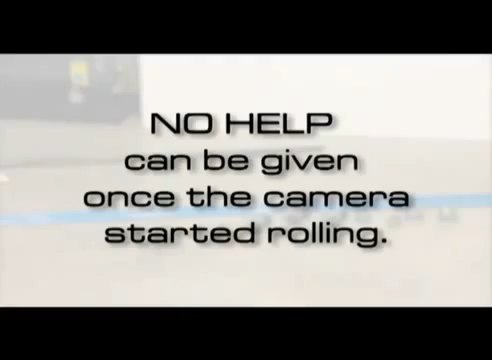 NO HELP
can be given
once the camera
started rolling.